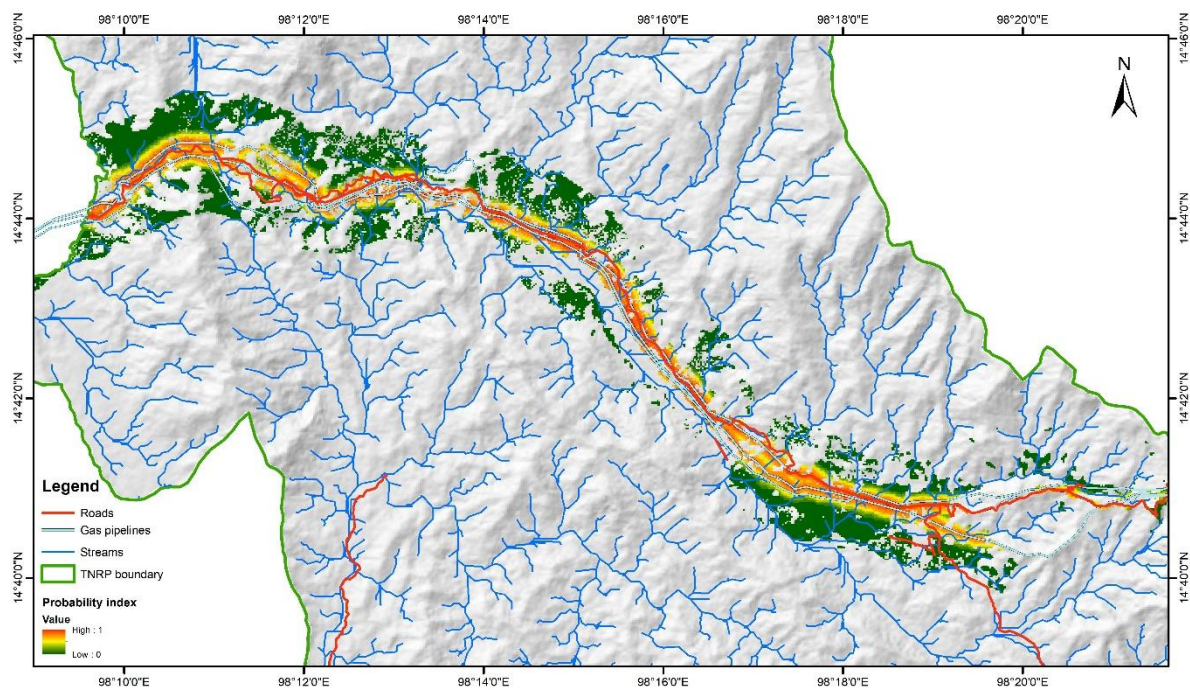 98°10'0"E 98°12'0"E 98°14'0"E 98°16'0"E 98°18'0"E 98°20'0"E
14°46'0"N 14°46'0"N
N
14°44'0"N 14°44'0"N
14°42'0"N 14°42'0"N
Legend
Roads
Gas pipelines
Streams
TNRP boundary
14°40'0"N 14°40'0"N
Probability index
Value
High : 1
Low : 0
98°10'0"E 98°12'0"E 98°14'0"E 98°16'0"E 98°18'0"E 98°20'0"E